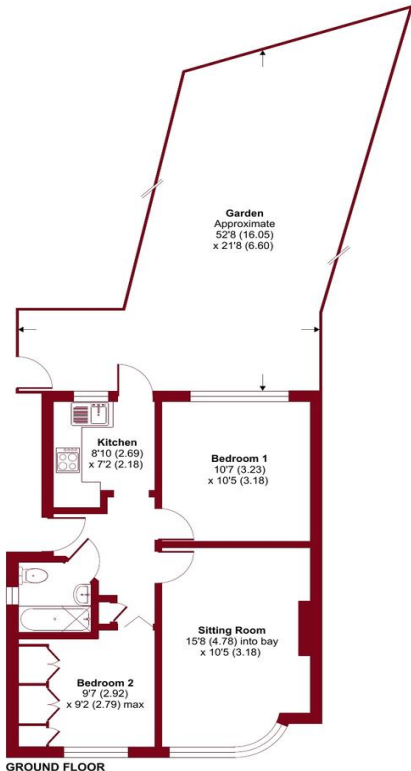 Garden
Approximate
52'8 (16.05)
x 21'8 (6.60)
Kitchen
8'10 (2.69)
x 7'2 (2.18)
Bedroom 1
10'7 (3.23)
x 10'5 (3.18)
Sitting Room
15'8 (4.78) into bay
x 10'5 (3.18)
Bedroom 2
9'7 (2.92)
x 9'2 (2.79) max
GROUND FLOOR